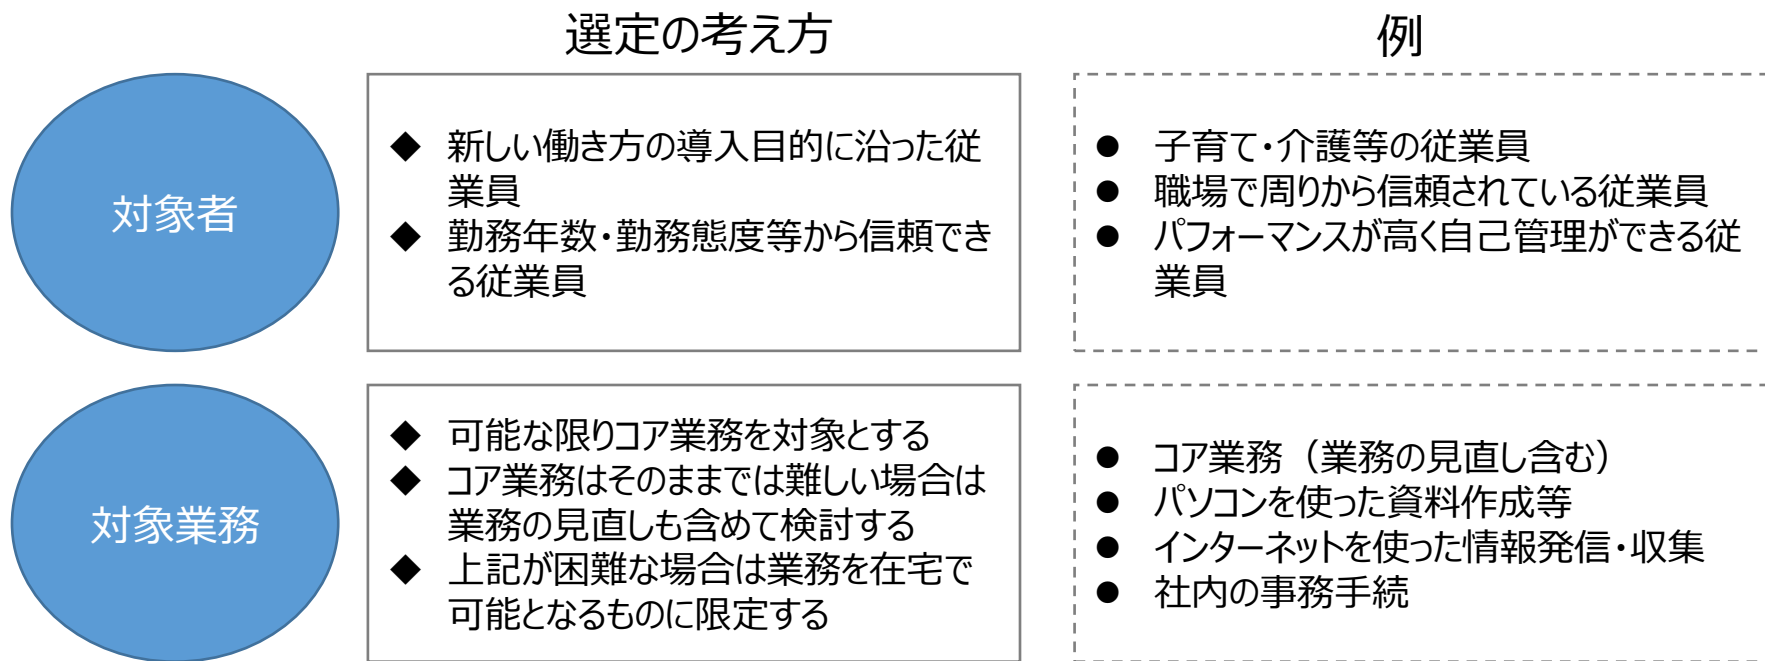 選定の考え方
例
対象者
◆ 新しい働き方の導入目的に沿った従
業員
◆ 勤務年数・勤務態度等から信頼でき
る従業員
● 子育て・介護等の従業員
● 職場で周りから信頼されている従業員
● パフォーマンスが高く自己管理ができる従
業員
対象業務
◆ 可能な限りコア業務を対象とする
◆ コア業務はそのままでは難しい場合は
業務の見直しも含めて検討する
◆ 上記が困難な場合は業務を在宅で
可能となるものに限定する
● コア業務（業務の見直し含む）
● パソコンを使った資料作成等
● インターネットを使った情報発信・収集
● 社内の事務手続